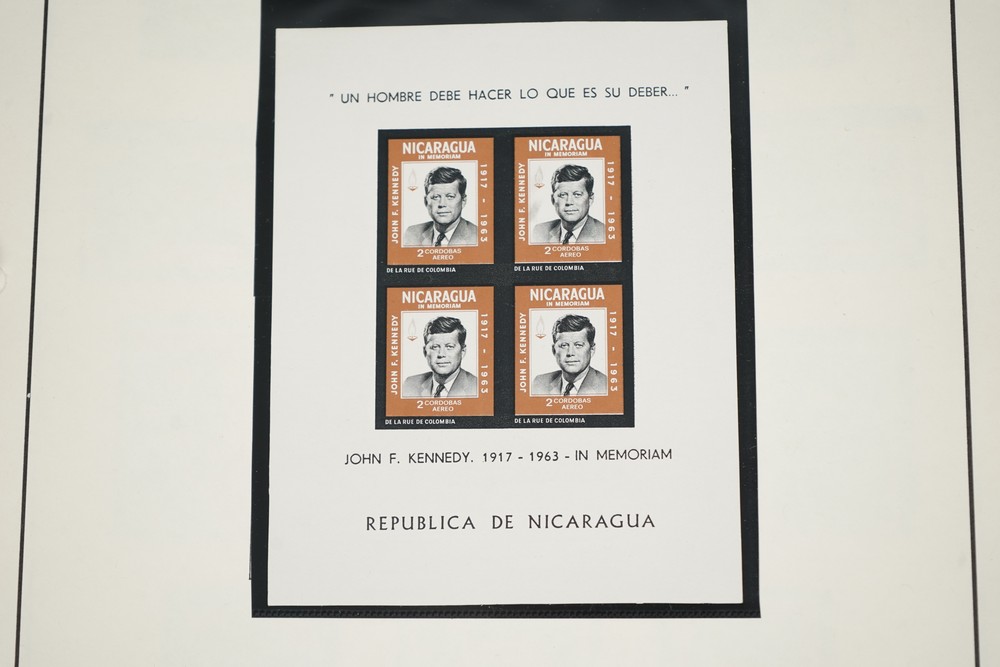 " UN HOMBRE DEBE HACER LO QUE ES SU DEBER... "
NICARAGUA
IN MEMORIAM
JOHN F. KENNEDY
1917 - 1963
2 CORDOBAS
AEREO
DE LA RUE DE COLOMBIA
NICARAGUA
IN MEMORIAM
JOHN F. KENNEDY
1917 - 1963
2 CORDOBAS
AEREO
DE LA RUE DE COLOMBIA
NICARAGUA
IN MEMORIAM
JOHN F. KENNEDY
1917 - 1963
2 CORDOBAS
AEREO
DE LA RUE DE COLOMBIA
NICARAGUA
IN MEMORIAM
JOHN F. KENNEDY
1917 - 1963
2 CORDOBAS
AEREO
DE LA RUE DE COLOMBIA
JOHN F. KENNEDY. 1917 - 1963 - IN MEMORIAM
REPUBLICA DE NICARAGUA